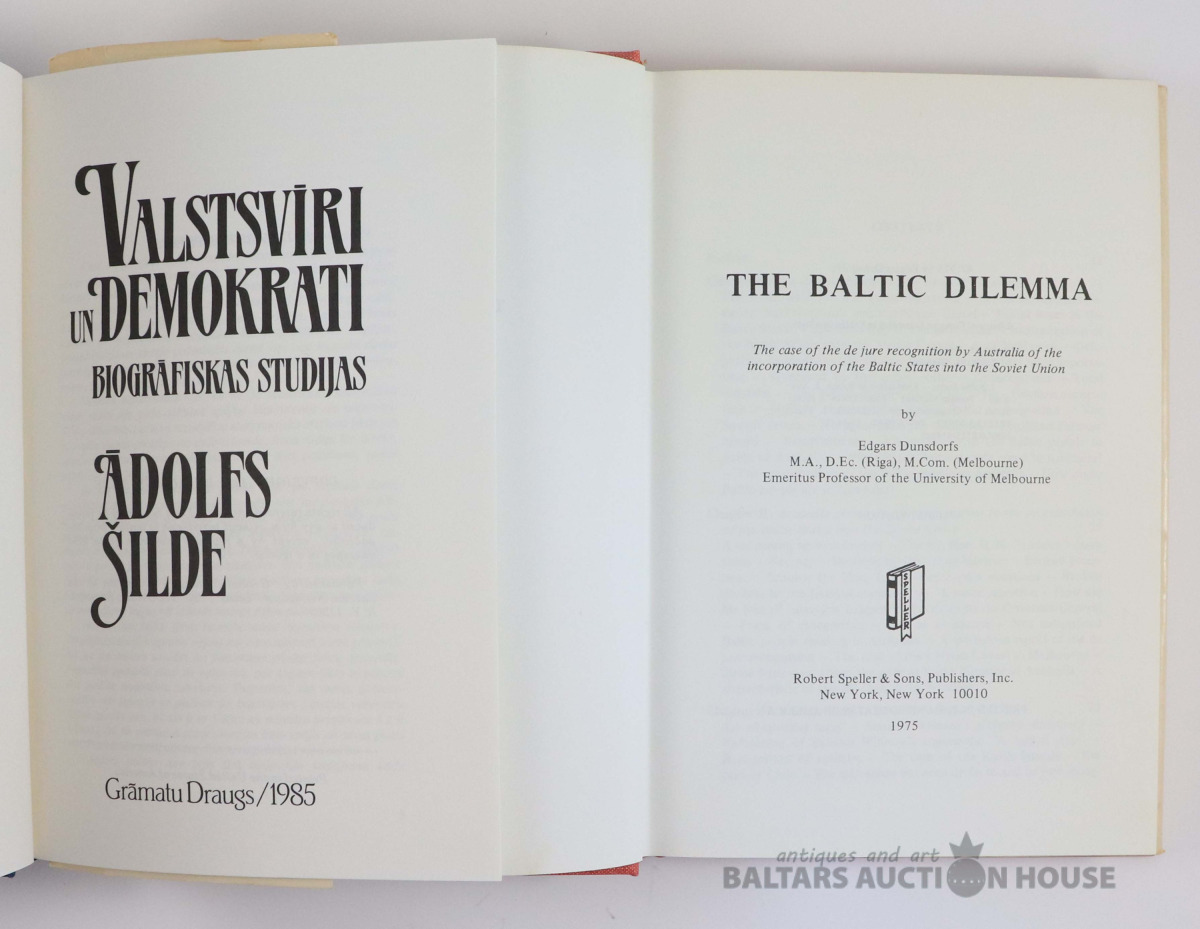 VALSTSVĪRI
UN DEMOKRATI
BIOGRĀFISKAS STUDIJAS
ĀDOLFS
ŠILDE
Grāmatu Draugs/1985
THE BALTIC DILEMMA
The case of the de jure recognition by Australia of the
incorporation of the Baltic States into the Soviet Union
by
Edgars Dunsdorfs
M.A., D.Ec. (Riga), M.Com. (Melbourne)
Emeritus Professor of the University of Melbourne
SPELLER
Robert Speller & Sons, Publishers, Inc.
New York, New York 10010
1975
antiques and art
BALTARS AUCTION HOUSE